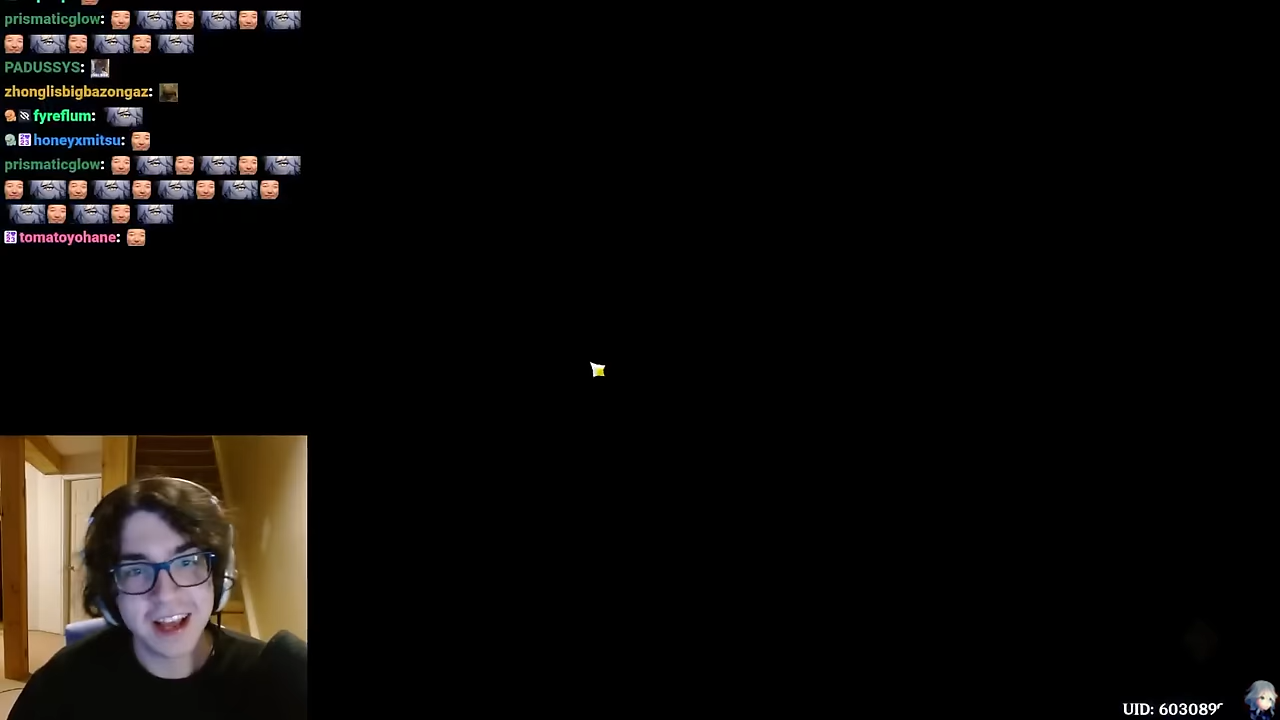 prismaticglow:
PADUSSYS:
zhonglisbigbazongaz:
fyreflum:
honeyxmitsu:
prismaticglow:
tomatoyohane:
UID: 603089